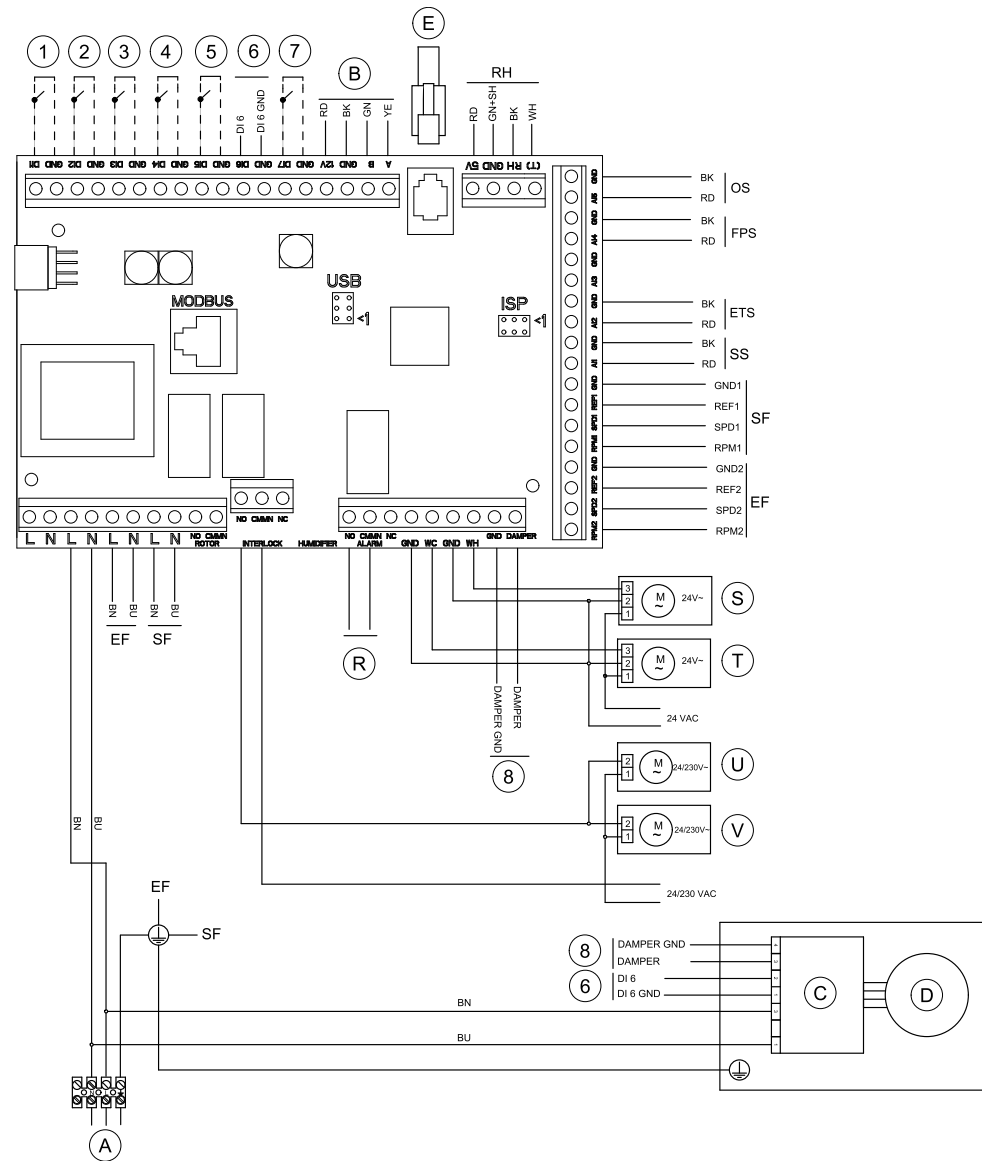 1 2 3 4 5 6 7 B E
RH
RD BK GN YE
RD GN+SH BK WH
DI 6
DI 6 GND
DI1 GND DI2 GND DI3 GND DI4 GND DI5 GND DI6 GND DI7 GND 12V GND B A
5V GND RH (T)
GND BK
AI5 RD
OS
GND BK
AI4 RD
FPS
GND
AI3
GND BK
AI2 RD
ETS
GND BK
AI1 RD
SS
GND GND1
REF1 REF1
SPD1 SPD1
RPM1 RPM1
SF
GND GND2
REF2 REF2
SPD2 SPD2
RPM2 RPM2
EF
USB
<1
ISP
<1
MODBUS
NO CMMN NC
L N L N L N L N NO CMMN
ROTOR
INTERLOCK
HUMIDIFIER
NO CMMN NC
ALARM
GND WC GND WH GND DAMPER
BN BU BN BU
EF SF
R
DAMPER GND
DAMPER
8
3
2
1
M
~
24V~
S
3
2
1
M
~
24V~
T
24 VAC
2
1
M
~
24/230V~
U
2
1
M
~
24/230V~
V
24/230 VAC
BN
BU
EF
SF
8
DAMPER GND
DAMPER
6
DI 6
DI 6 GND
4
3
2
1
3
1
C
D
BN
BU
A